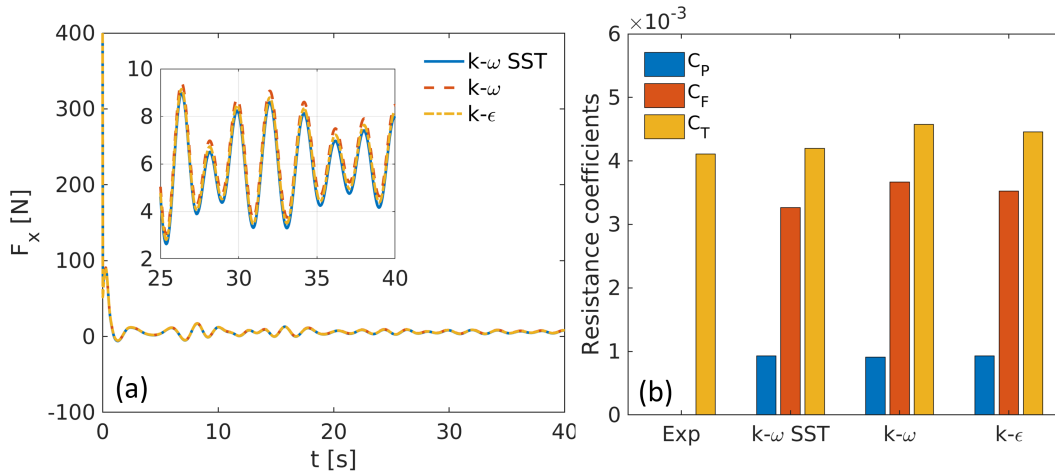 400
300
200
100
0
-100
F_x [N]
0
10
20
30
40
t [s]
(a)
10
8
6
4
2
25
30
35
40
k-ω SST
k-ω
k-ϵ
×10^-3
6
5
4
3
2
1
0
Resistance coefficients
C_P
C_F
C_T
(b)
Exp
k-ω SST
k-ω
k-ϵ